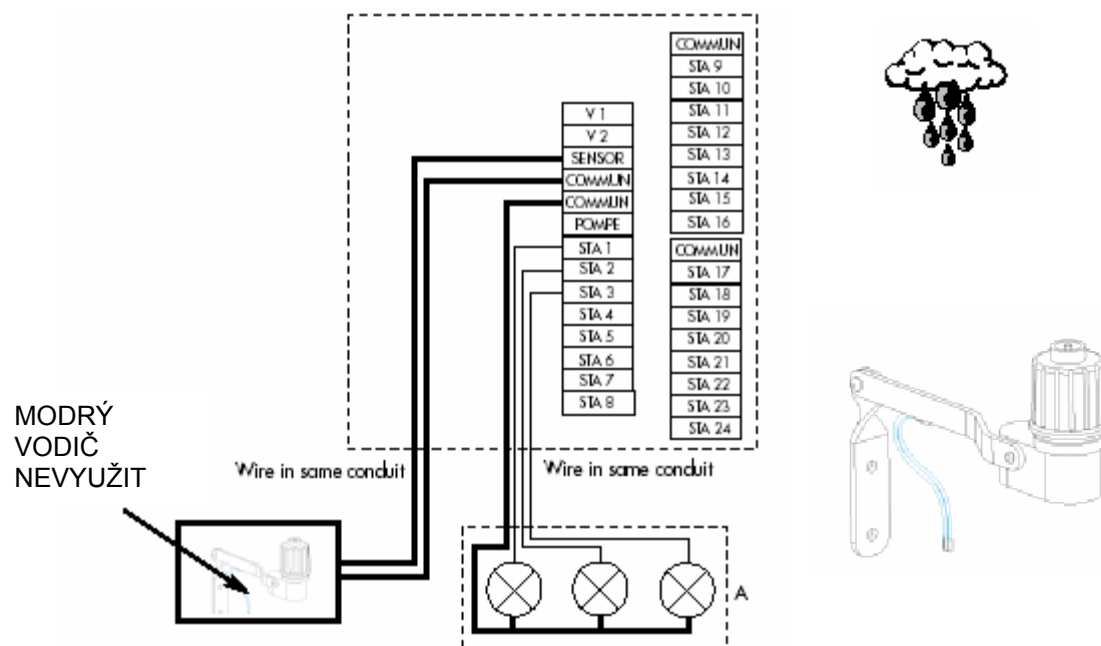 V 1
V 2
SENSOR
COMMUN
COMMUN
POMPE
STA 1
STA 2
STA 3
STA 4
STA 5
STA 6
STA 7
STA 8
COMMUN
STA 9
STA 10
STA 11
STA 12
STA 13
STA 14
STA 15
STA 16
COMMUN
STA 17
STA 18
STA 19
STA 20
STA 21
STA 22
STA 23
STA 24
MODRÝ
VODIČ
NEVYUŽIT
Wire in same conduit
Wire in same conduit
A